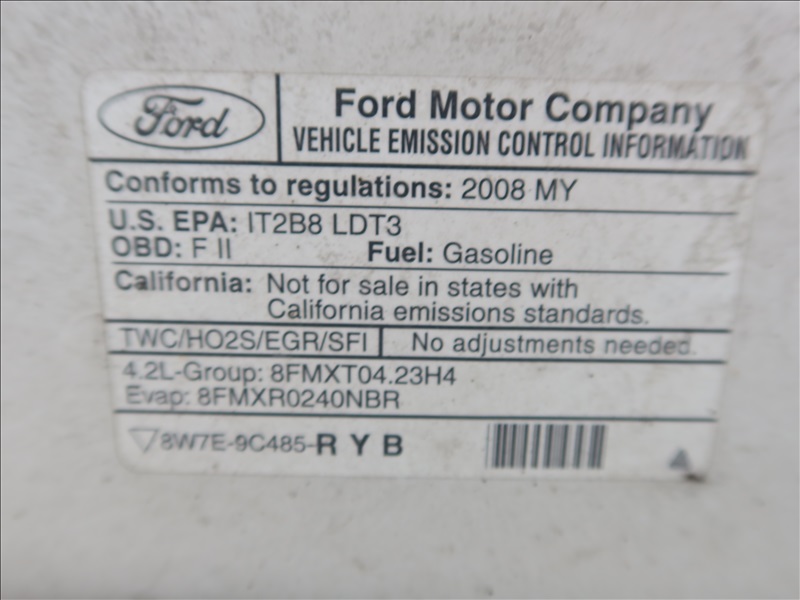 Ford
Ford Motor Company
VEHICLE EMISSION CONTROL INFORMATION
Conforms to regulations: 2008 MY
U.S. EPA: IT2B8 LDT3
OBD: F II Fuel: Gasoline
California: Not for sale in states with
California emissions standards.
TWC/HO2S/EGR/SFI No adjustments needed.
4.2L-Group: 8FMXT04.23H4
Evap: 8FMXR0240NBR
8W7E-9C485-R Y B